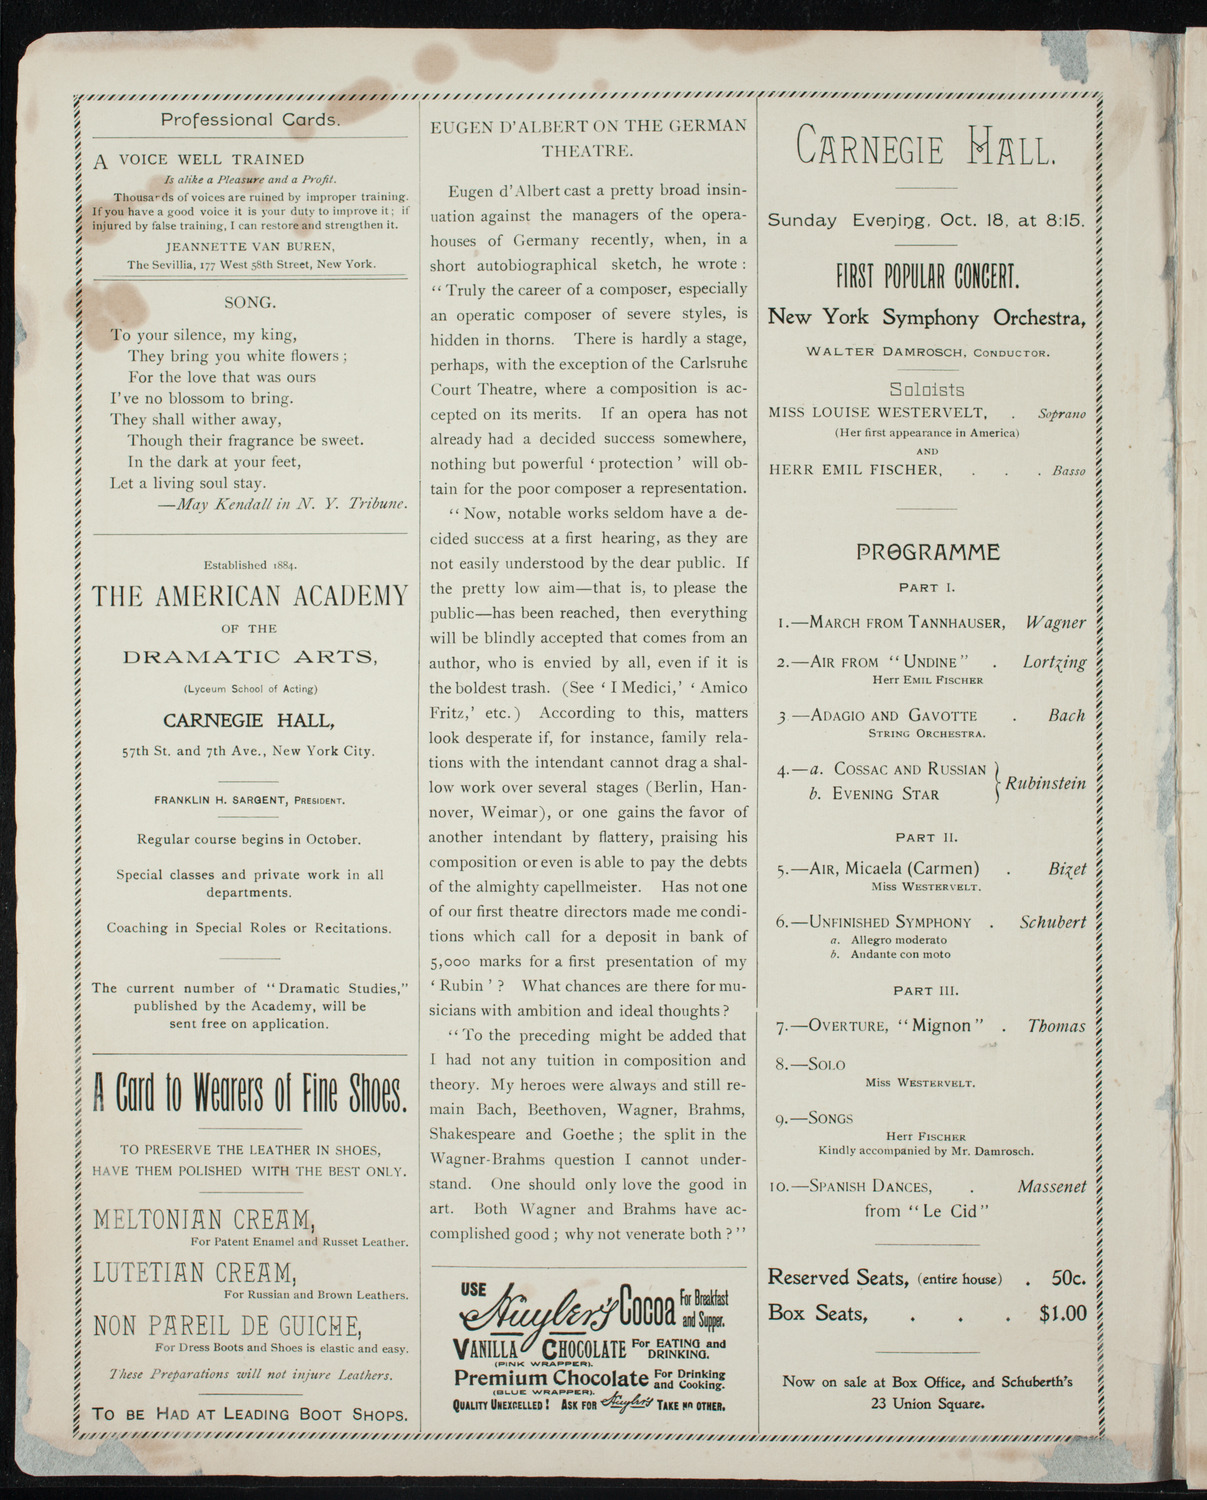 Professional Cards.
A VOICE WELL TRAINED
Is alike a Pleasure and a Profit.
Thousands of voices are ruined by improper training.
If you have a good voice it is your duty to improve it; if
injured by false training, I can restore and strengthen it.
JEANNETTE VAN BUREN,
The Sevillia, 177 West 58th Street, New York.
SONG.
To your silence, my king,
They bring you white flowers;
For the love that was ours
I've no blossom to bring.
They shall wither away,
Though their fragrance be sweet.
In the dark at your feet,
Let a living soul stay.
—May Kendall in N. Y. Tribune.
Established 1884.
THE AMERICAN ACADEMY
OF THE
DRAMATIC ARTS,
(Lyceum School of Acting)
CARNEGIE HALL,
57th St. and 7th Ave., New York City.
FRANKLIN H. SARGENT, PRESIDENT.
Regular course begins in October.
Special classes and private work in all
departments.
Coaching in Special Roles or Recitations.
The current number of "Dramatic Studies,"
published by the Academy, will be
sent free on application.
A Card to Wearers of Fine Shoes.
TO PRESERVE THE LEATHER IN SHOES,
HAVE THEM POLISHED WITH THE BEST ONLY.
MELTONIAN CREAM,
For Patent Enamel and Russet Leather.
LUTETIAN CREAM,
For Russian and Brown Leathers.
NON PAREIL DE GUICHE,
For Dress Boots and Shoes is elastic and easy.
These Preparations will not injure Leathers.
TO BE HAD AT LEADING BOOT SHOPS.
EUGEN D'ALBERT ON THE GERMAN
THEATRE.
Eugen d'Albert cast a pretty broad insin-
uation against the managers of the opera-
houses of Germany recently, when, in a
short autobiographical sketch, he wrote:
"Truly the career of a composer, especially
an operatic composer of severe styles, is
hidden in thorns. There is hardly a stage,
perhaps, with the exception of the Carlsruhe
Court Theatre, where a composition is ac-
cepted on its merits. If an opera has not
already had a decided success somewhere,
nothing but powerful 'protection' will ob-
tain for the poor composer a representation.
"Now, notable works seldom have a de-
cided success at a first hearing, as they are
not easily understood by the dear public. If
the pretty low aim—that is, to please the
public—has been reached, then everything
will be blindly accepted that comes from an
author, who is envied by all, even if it is
the boldest trash. (See 'I Medici,' 'Amico
Fritz,' etc.) According to this, matters
look desperate if, for instance, family rela-
tions with the intendant cannot drag a shal-
low work over several stages (Berlin, Han-
nover, Weimar), or one gains the favor of
another intendant by flattery, praising his
composition or even is able to pay the debts
of the almighty capellmeister. Has not one
of our first theatre directors made me condi-
tions which call for a deposit in bank of
5,000 marks for a first presentation of my
'Rubin'? What chances are there for mu-
sicians with ambition and ideal thoughts?
"To the preceding might be added that
I had not any tuition in composition and
theory. My heroes were always and still re-
main Bach, Beethoven, Wagner, Brahms,
Shakespeare and Goethe; the split in the
Wagner-Brahms question I cannot under-
stand. One should only love the good in
art. Both Wagner and Brahms have ac-
complished good; why not venerate both?"
USE Huyler's Cocoa For Breakfast and Supper.
VANILLA CHOCOLATE For EATING and DRINKING.
(PINK WRAPPER).
Premium Chocolate For Drinking and Cooking.
(BLUE WRAPPER).
QUALITY UNEXCELLED! ASK FOR Huyler's TAKE NO OTHER.
CARNEGIE HALL.
Sunday Evening, Oct. 18, at 8:15.
FIRST POPULAR CONCERT.
New York Symphony Orchestra,
WALTER DAMROSCH, CONDUCTOR.
Soloists
MISS LOUISE WESTERVELT, . Soprano
(Her first appearance in America)
AND
HERR EMIL FISCHER, . . . Basso
PROGRAMME
PART I.
1.—MARCH FROM TANNHAUSER, Wagner
2.—AIR FROM "UNDINE" . Lortzing
Herr EMIL FISCHER
3 —ADAGIO AND GAVOTTE . Bach
STRING ORCHESTRA.
4.—a. COSSAC AND RUSSIAN
b. EVENING STAR } Rubinstein
PART II.
5.—AIR, Micaela (Carmen) . Bizet
Miss WESTERVELT.
6.—UNFINISHED SYMPHONY . Schubert
a. Allegro moderato
b. Andante con moto
PART III.
7.—OVERTURE, "Mignon" . Thomas
8.—SOLO
Miss WESTERVELT.
9.—SONGS
Herr FISCHER
Kindly accompanied by Mr. Damrosch.
10.—SPANISH DANCES, . Massenet
from "Le Cid"
Reserved Seats, (entire house) . 50c.
Box Seats, . . . $1.00
Now on sale at Box Office, and Schuberth's
23 Union Square.